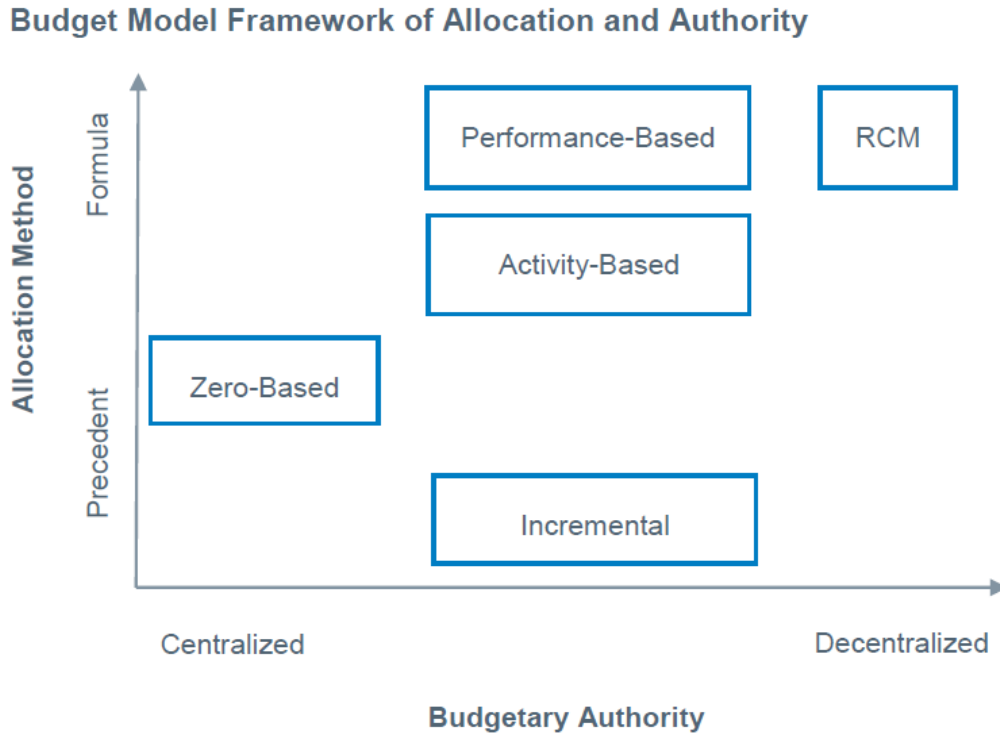 Budget Model Framework of Allocation and Authority
Allocation Method
Formula
Precedent
Performance-Based
RCM
Activity-Based
Zero-Based
Incremental
Centralized
Decentralized
Budgetary Authority